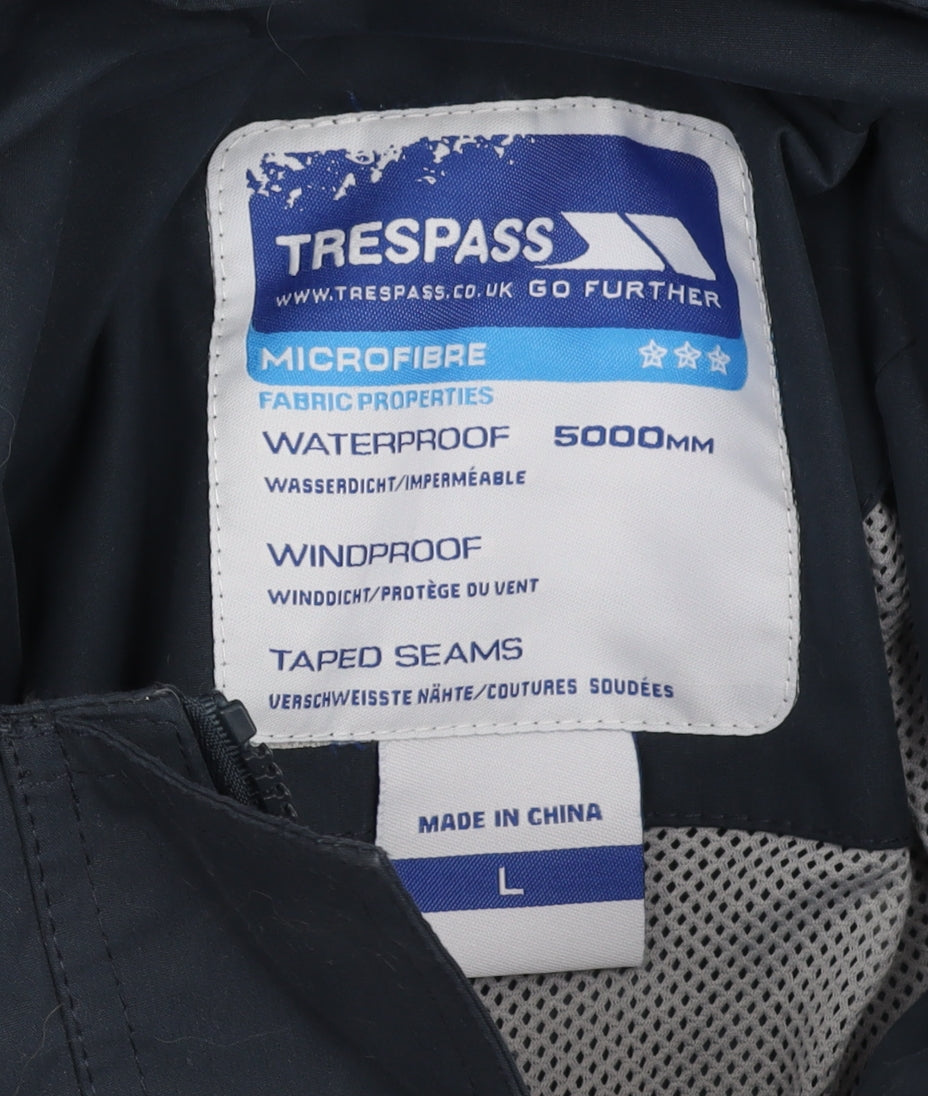 TRESPASS
WWW.TRESPASS.CO.UK GO FURTHER
MICROFIBRE
FABRIC PROPERTIES
WATERPROOF 5000MM
WASSERDICHT/IMPERMÉABLE
WINDPROOF
WINDDICHT/PROTÈGE DU VENT
TAPED SEAMS
VERSCHWEISSTE NÄHTE/COUTURES SOUDÉES
MADE IN CHINA
L